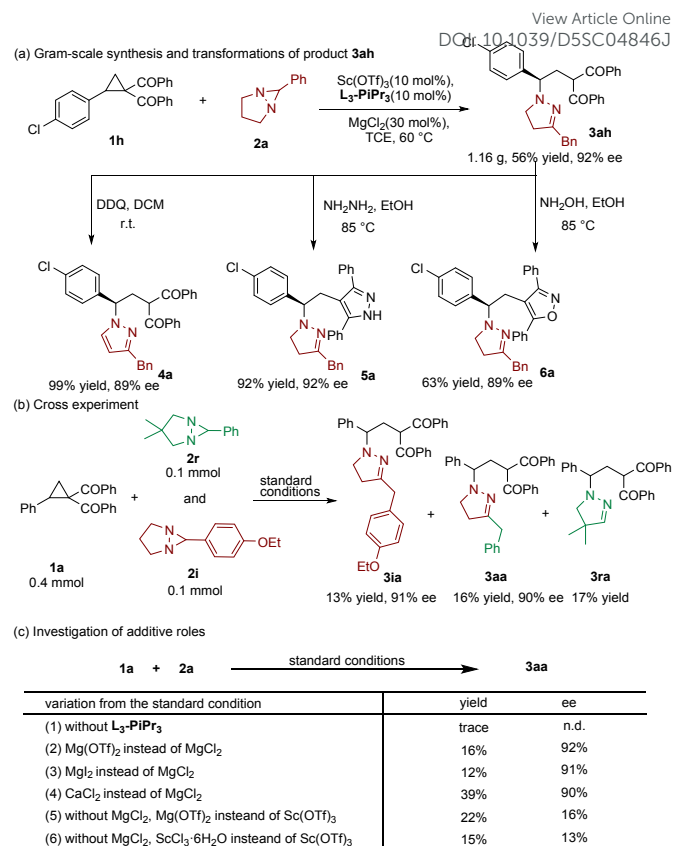 View Article Online
DOI: 10.1039/D5SC04846J
(a) Gram-scale synthesis and transformations of product 3ah
Cl
COPh
COPh
Cl
1h
+
Ph
N
N
2a
Sc(OTf)3(10 mol%),
L3-PiPr3(10 mol%)
MgCl2(30 mol%),
TCE, 60 °C
COPh
COPh
N
N
Bn
3ah
1.16 g, 56% yield, 92% ee
DDQ, DCM
r.t.
NH2NH2, EtOH
85 °C
NH2OH, EtOH
85 °C
Cl
COPh
COPh
N
N
Bn
4a
99% yield, 89% ee
Cl
Ph
N
NH
Ph
N
N
Bn
5a
92% yield, 92% ee
Cl
Ph
N
O
Ph
N
N
Bn
6a
63% yield, 89% ee
(b) Cross experiment
N
N
Ph
2r
0.1 mmol
COPh
COPh
Ph
1a
0.4 mmol
+
and
N
N
OEt
2i
0.1 mmol
standard
conditions
Ph
COPh
COPh
N
N
EtO
3ia
13% yield, 91% ee
+
Ph
COPh
COPh
N
N
Ph
3aa
16% yield, 90% ee
+
Ph
COPh
COPh
N
N
3ra
17% yield
(c) Investigation of additive roles
1a + 2a standard conditions 3aa
variation from the standard condition yield ee
(1) without L3-PiPr3 trace n.d.
(2) Mg(OTf)2 instead of MgCl2 16% 92%
(3) MgI2 instead of MgCl2 12% 91%
(4) CaCl2 instead of MgCl2 39% 90%
(5) without MgCl2, Mg(OTf)2 insteand of Sc(OTf)3 22% 16%
(6) without MgCl2, ScCl3·6H2O insteand of Sc(OTf)3 15% 13%